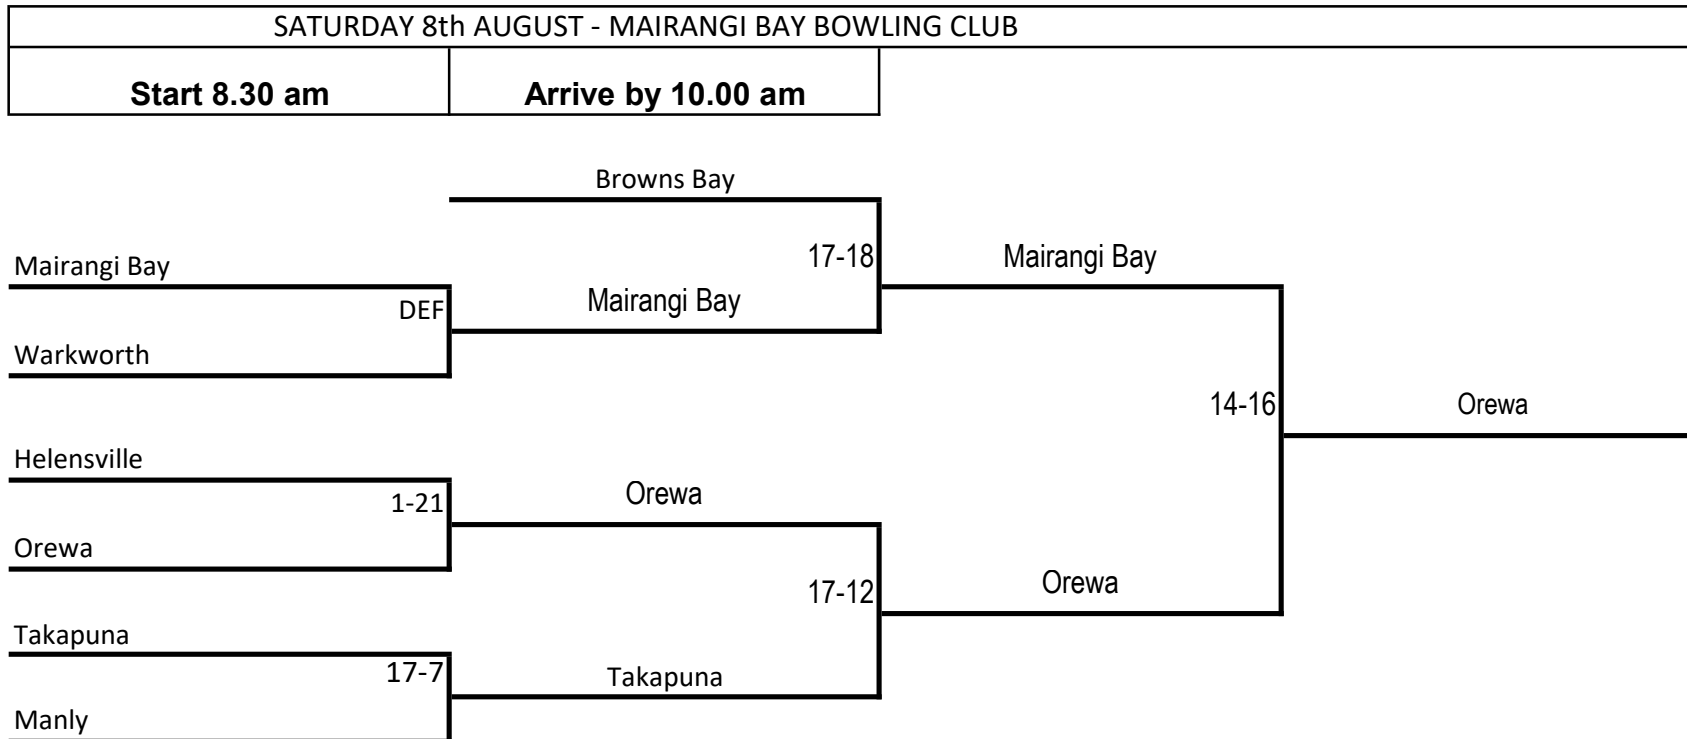 SATURDAY 8th AUGUST - MAIRANGI BAY BOWLING CLUB
Start 8.30 am
Arrive by 10.00 am
Browns Bay
17-18
Mairangi Bay
Mairangi Bay
DEF
Mairangi Bay
Warkworth
14-16
Orewa
Helensville
1-21
Orewa
Orewa
17-12
Orewa
Takapuna
17-7
Takapuna
Manly